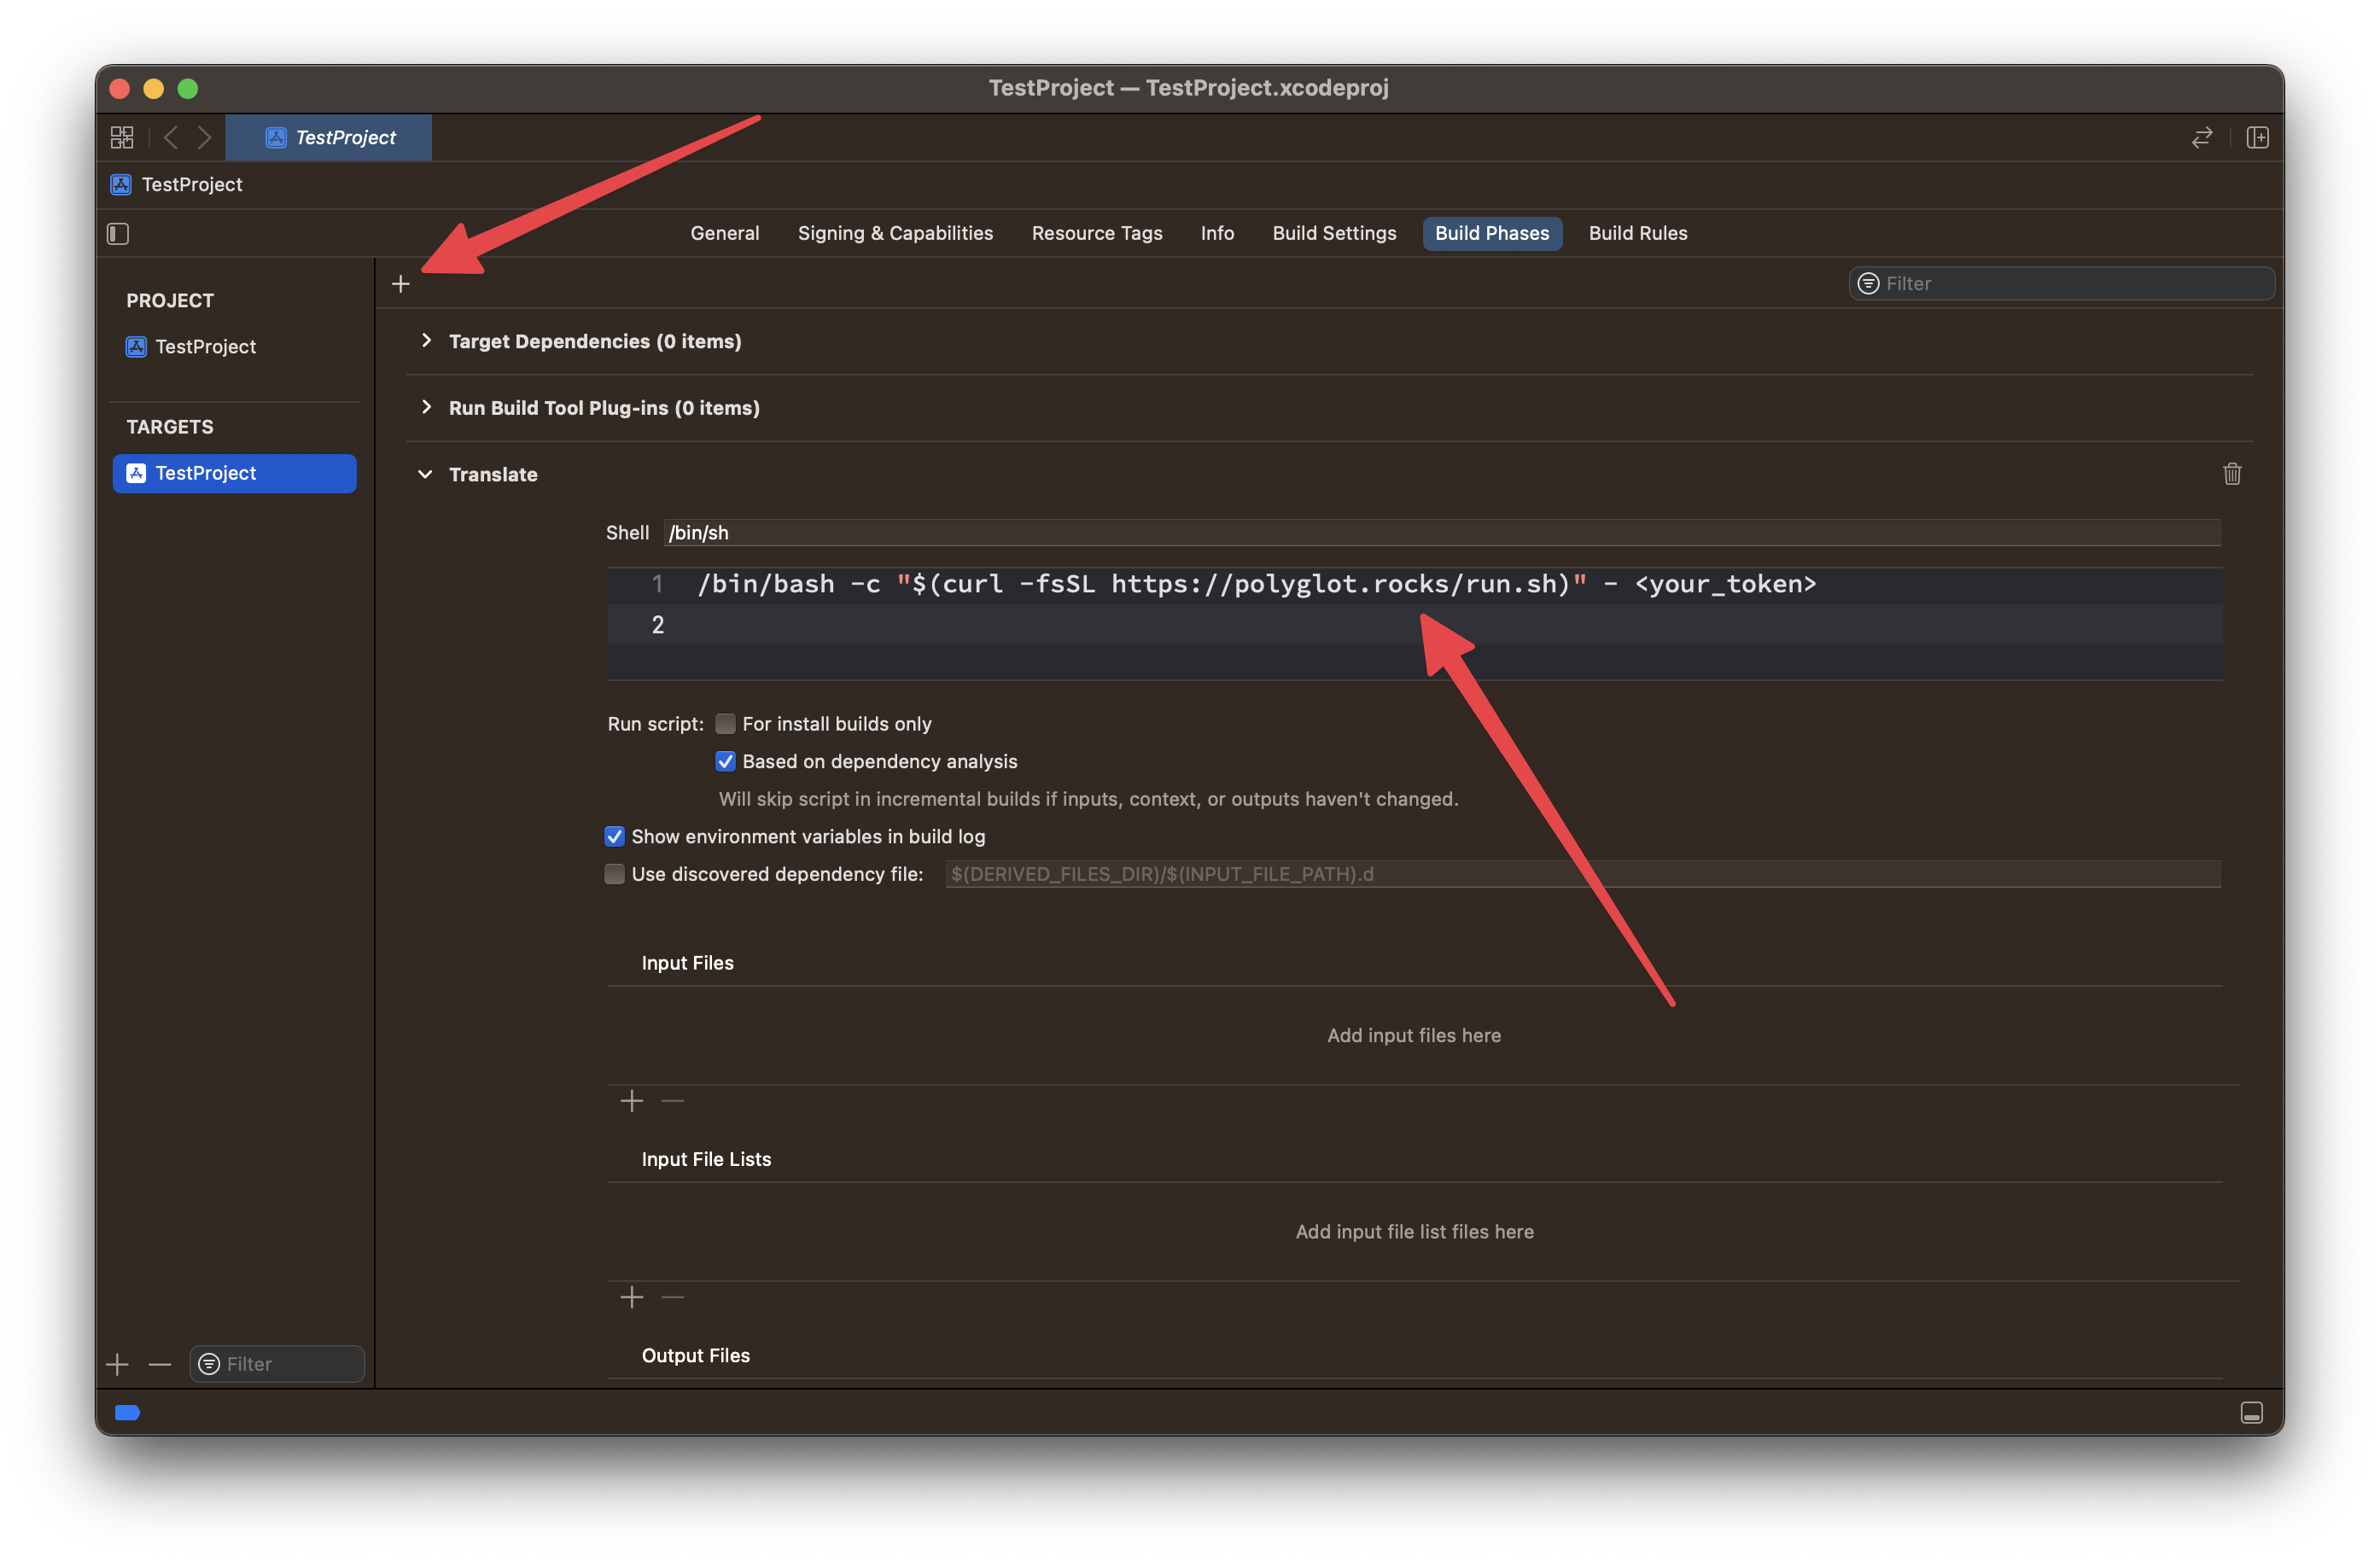 TestProject — TestProject.xcodeproj
TestProject
TestProject
General Signing & Capabilities Resource Tags Info Build Settings Build Phases Build Rules
Filter
PROJECT
TestProject
TARGETS
TestProject
Target Dependencies (0 items)
Run Build Tool Plug-ins (0 items)
Translate
Shell /bin/sh
1 /bin/bash -c "$(curl -fsSL https://polyglot.rocks/run.sh)" - <your_token>
2
Run script: For install builds only
Based on dependency analysis
Will skip script in incremental builds if inputs, context, or outputs haven't changed.
Show environment variables in build log
Use discovered dependency file: $(DERIVED_FILES_DIR)/$(INPUT_FILE_PATH).d
Input Files
Add input files here
Input File Lists
Add input file list files here
Output Files
Filter